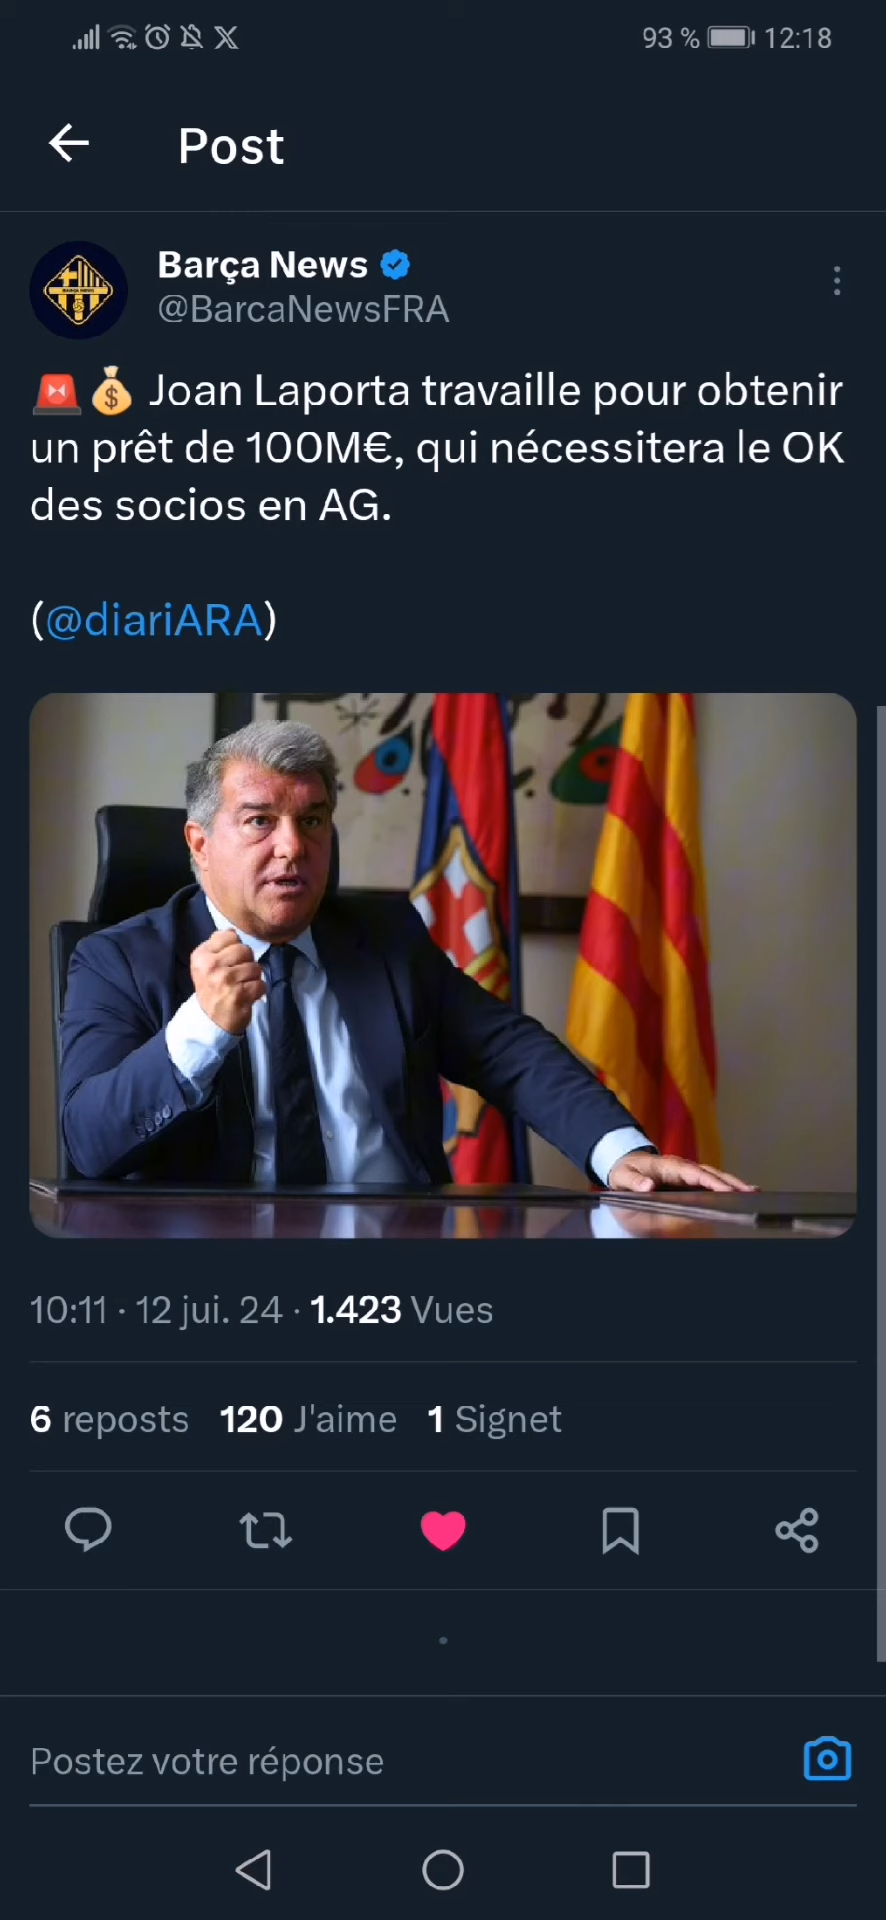 93 % 12:18
Post
Barça News
@BarcaNewsFRA
🚨💰 Joan Laporta travaille pour obtenir
un prêt de 100M€, qui nécessitera le OK
des socios en AG.
(@diariARA)
10:11 · 12 jui. 24 · 1.423 Vues
6 reposts 120 J'aime 1 Signet
Postez votre réponse